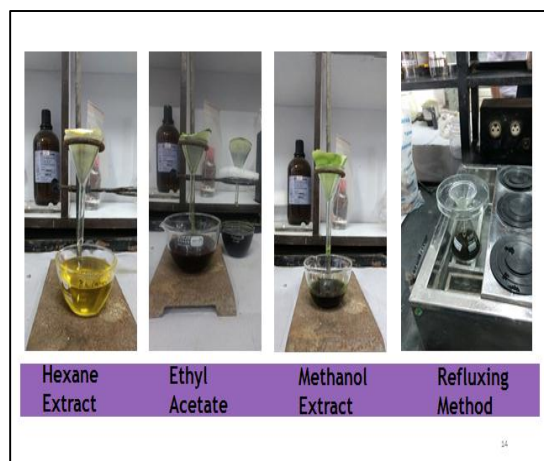 Hexane Extract
Ethyl Acetate
Methanol Extract
Refluxing Method
14